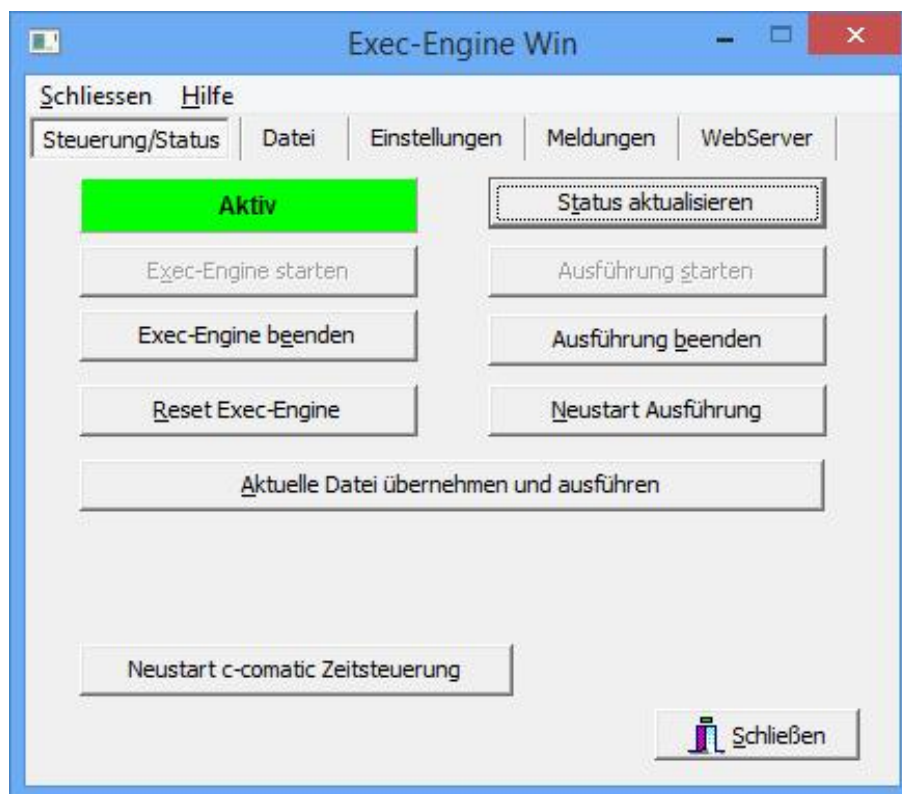 Exec-Engine Win
Schliessen Hilfe
Steuerung/Status Datei Einstellungen Meldungen WebServer
Aktiv Status aktualisieren
Exec-Engine starten Ausführung starten
Exec-Engine beenden Ausführung beenden
Reset Exec-Engine Neustart Ausführung
Aktuelle Datei übernehmen und ausführen
Neustart c-comatic Zeitsteuerung
Schließen